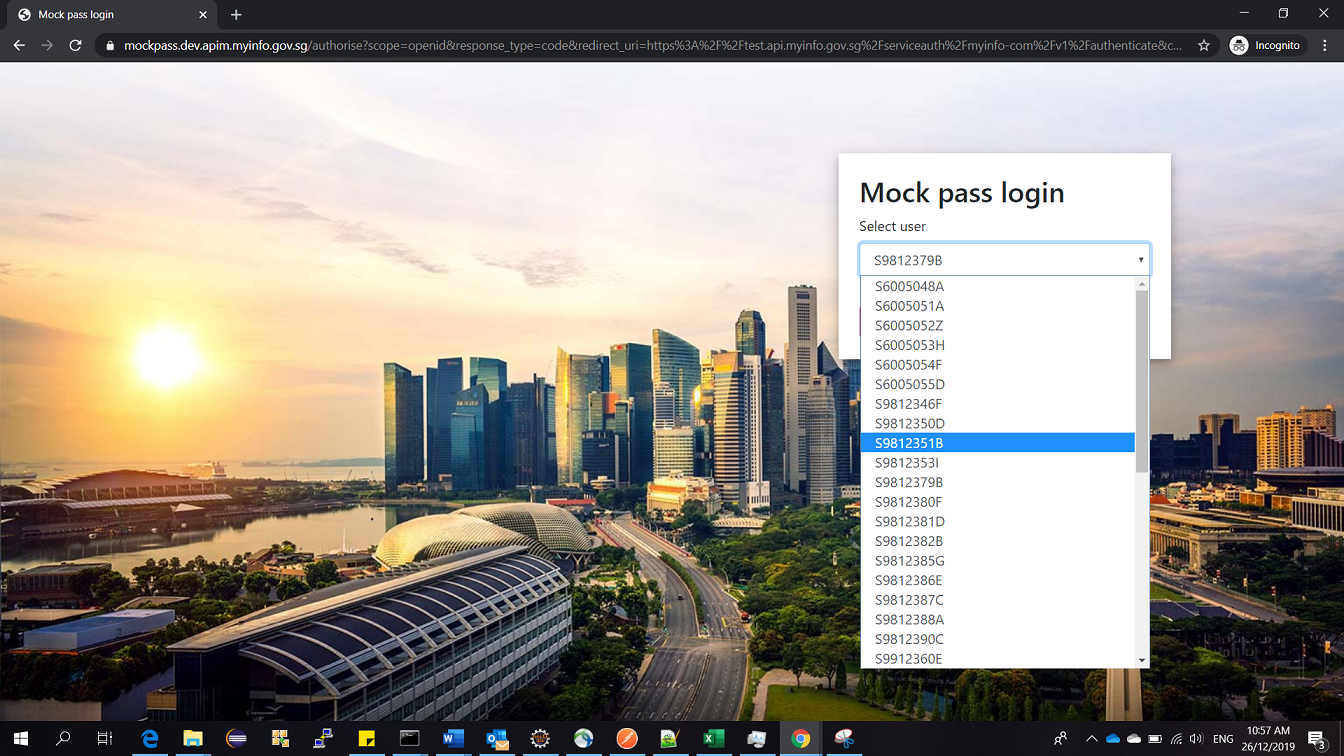 Mock pass login
mockpass.dev.apim.myinfo.gov.sg/authorise?scope=openid&response_type=code&redirect_uri=https%3A%2F%2Ftest.api.myinfo.gov.sg%2Fserviceauth%2Fmyinfo-com%2Fv1%2Fauthenticate&c...
Incognito
Mock pass login
Select user
S9812379B
S6005048A
S6005051A
S6005052Z
S6005053H
S6005054F
S6005055D
S9812346F
S9812350D
S9812351B
S9812353I
S9812379B
S9812380F
S9812381D
S9812382B
S9812385G
S9812386E
S9812387C
S9812388A
S9812390C
S9912360E
ENG
10:57 AM
26/12/2019